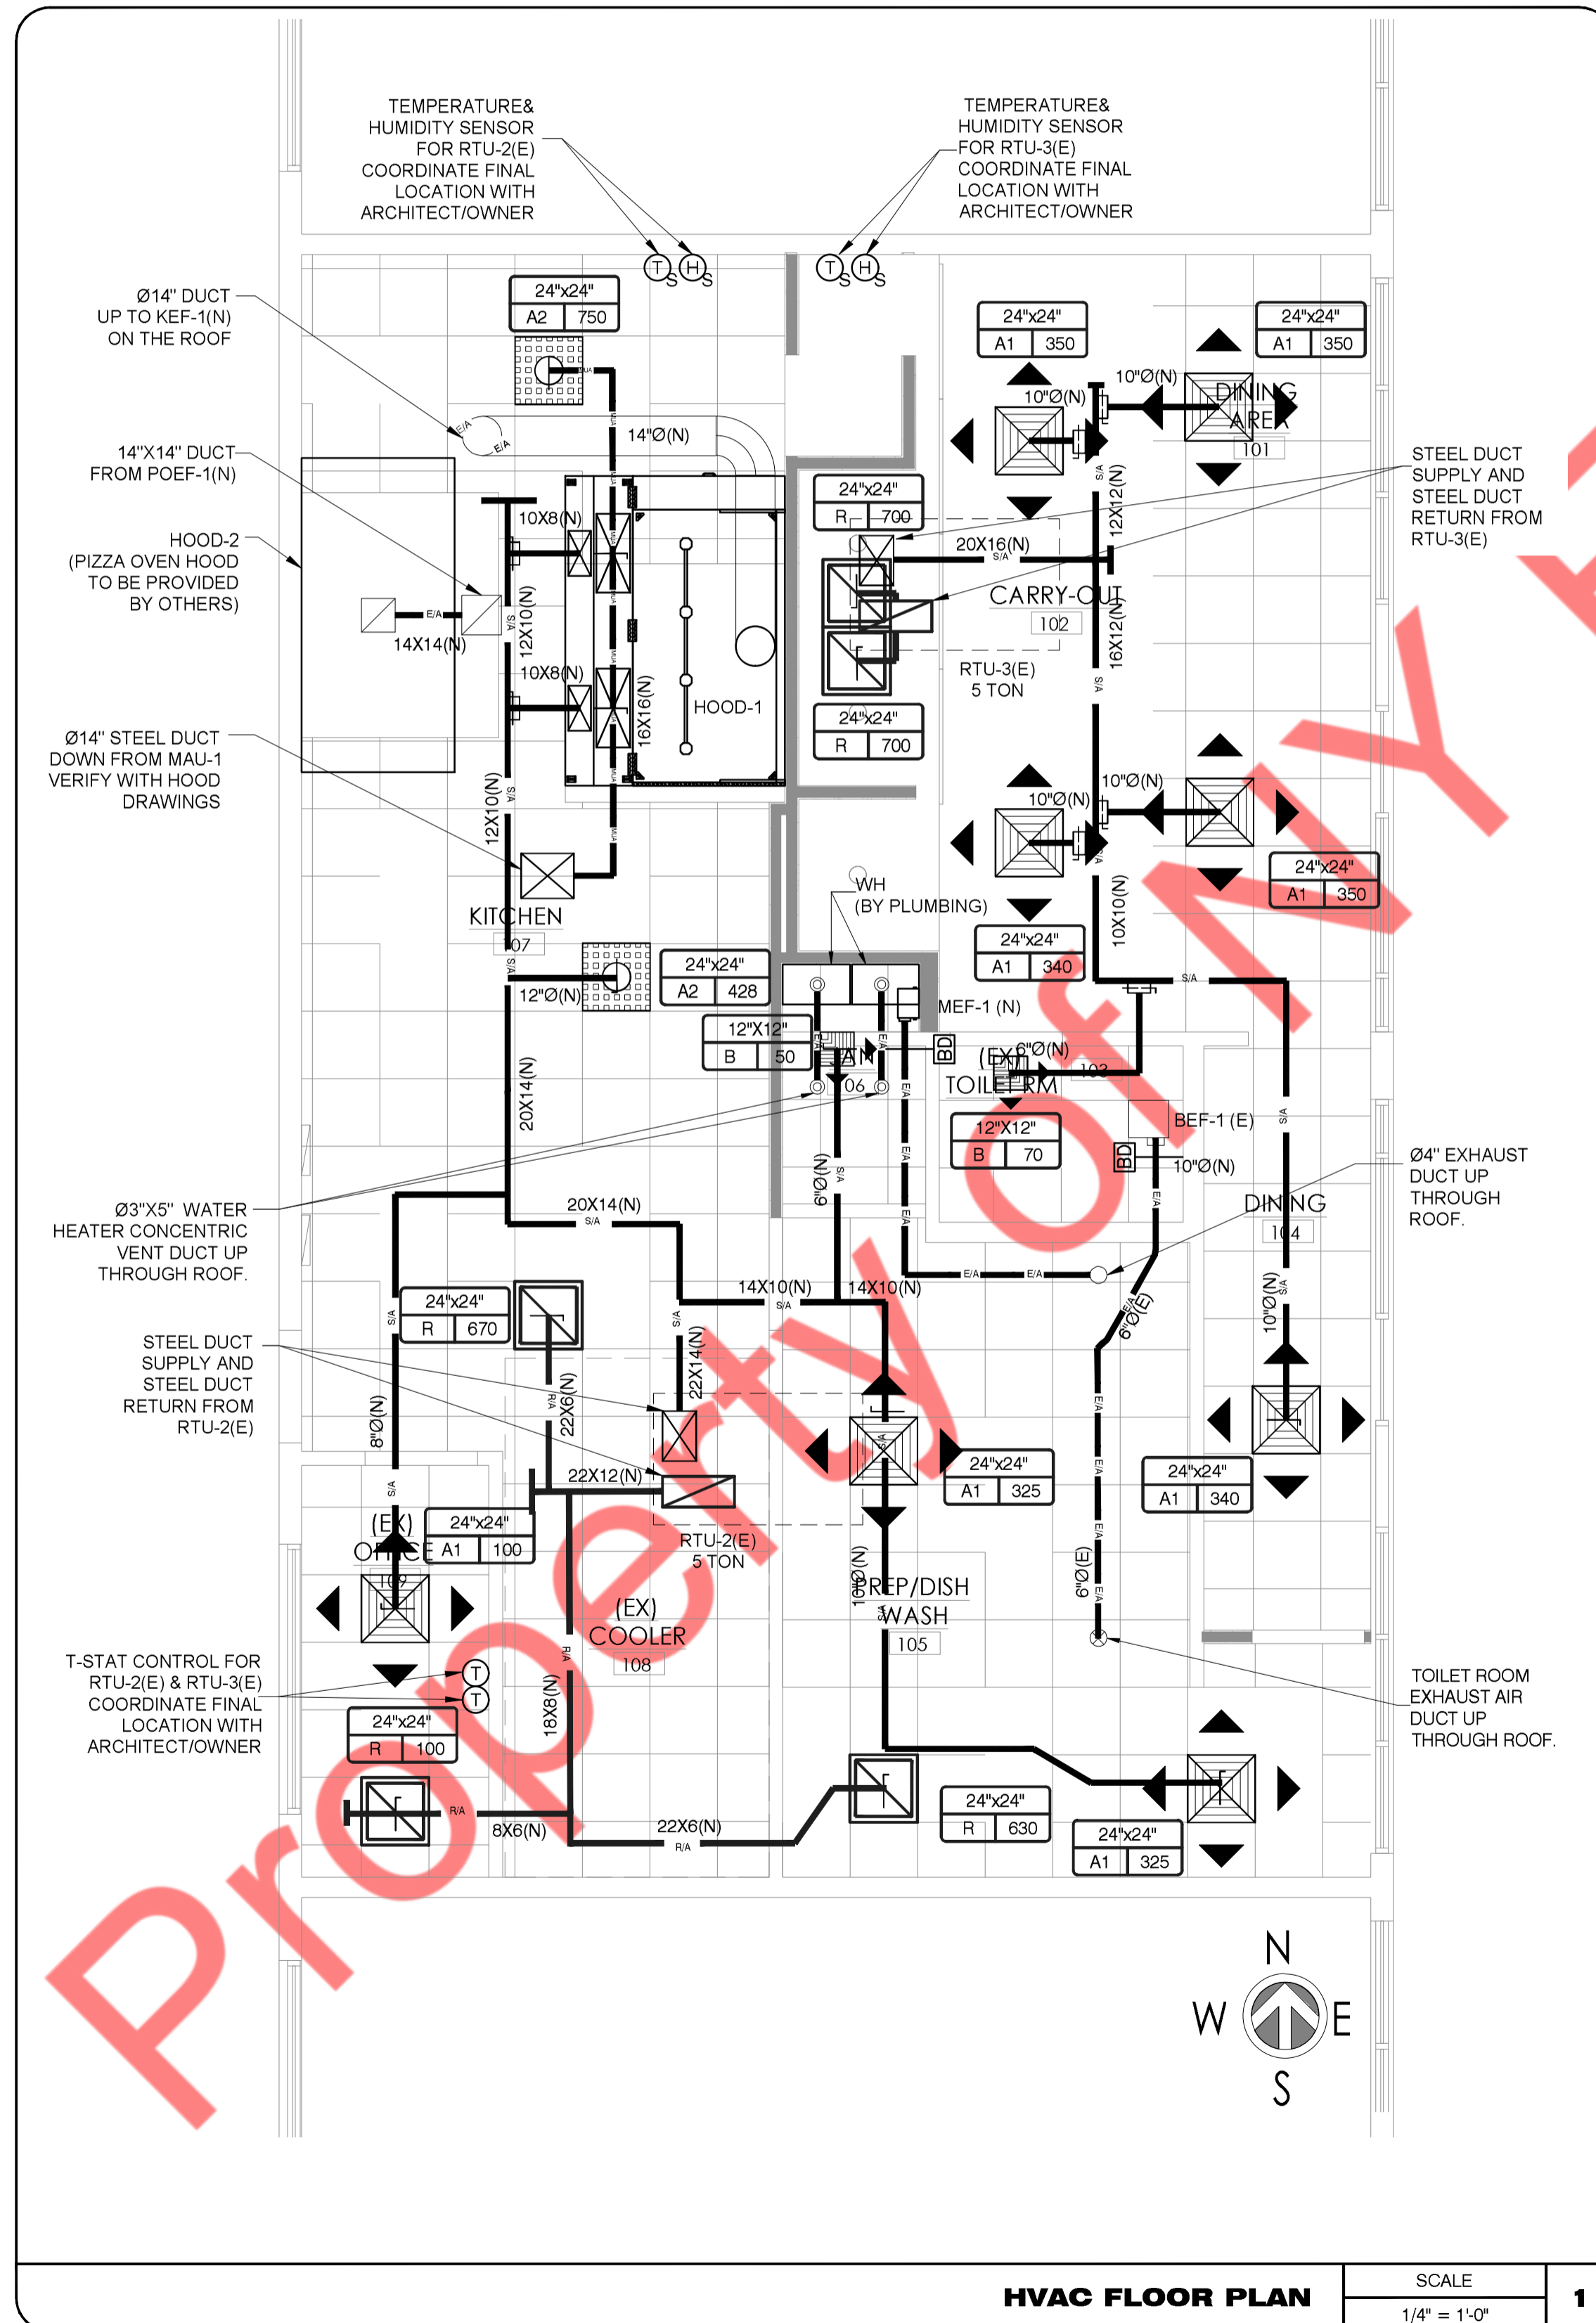 TEMPERATURE&
HUMIDITY SENSOR
FOR RTU-2(E)
COORDINATE FINAL
LOCATION WITH
ARCHITECT/OWNER
TEMPERATURE&
HUMIDITY SENSOR
FOR RTU-3(E)
COORDINATE FINAL
LOCATION WITH
ARCHITECT/OWNER
T S
H S
T S
H S
Ø14" DUCT
UP TO KEF-1(N)
ON THE ROOF
24"x24"
A2 750
24"x24"
A1 350
24"x24"
A1 350
MUA
10"Ø(N)
10"Ø(N)
DINING
AREA
101
E/A
E/A
14"Ø(N)
14"X14" DUCT
FROM POEF-1(N)
STEEL DUCT
SUPPLY AND
STEEL DUCT
RETURN FROM
RTU-3(E)
24"x24"
R 700
10X8(N)
S/A
12X12(N)
20X16(N)
S/A
HOOD-2
(PIZZA OVEN HOOD
TO BE PROVIDED
BY OTHERS)
CARRY-OUT
102
E/A
14X14(N)
S/A
12X10(N)
16X12(N)
S/A
RTU-3(E)
5 TON
10X8(N)
16X16(N)
HOOD-1
24"x24"
R 700
Ø14" STEEL DUCT
DOWN FROM MAU-1
VERIFY WITH HOOD
DRAWINGS
12X10(N)
S/A
MUA
10"Ø(N)
10"Ø(N)
S/A
24"x24"
A1 350
WH
(BY PLUMBING)
KITCHEN
107
10X10(N)
24"x24"
A1 340
S/A
24"x24"
A2 428
S/A
12"Ø(N)
MEF-1 (N)
12"X12"
B 50
E/A
E/A
JAN
06
BD
6"Ø(N)
(EX)
TOILET RM
103
20X14(N)
E/A
BEF-1 (E)
S/A
12"X12"
B 70
BD
10"Ø(N)
Ø4" EXHAUST
DUCT UP
THROUGH
ROOF.
6"Ø(N)
S/A
E/A
E/A
Ø3"X5" WATER
HEATER CONCENTRIC
VENT DUCT UP
THROUGH ROOF.
20X14(N)
S/A
E/A
DINING
104
E/A
E/A
14X10(N)
S/A
14X10(N)
10"Ø(N)
S/A
24"x24"
R 670
S/A
S/A
E/A
6"Ø(E)
STEEL DUCT
SUPPLY AND
STEEL DUCT
RETURN FROM
RTU-2(E)
22X14(N)
R/A
22X6(N)
8"Ø(N)
S/A
E/A
22X12(N)
S/A
24"x24"
A1 325
E/A
24"x24"
A1 340
24"x24"
A1 100
(EX)
OFFICE
109
RTU-2(E)
5 TON
E/A
10"Ø(N)
S/A
PREP/DISH
WASH
105
6"Ø(E)
E/A
(EX)
COOLER
108
R/A
T
T
T-STAT CONTROL FOR
RTU-2(E) & RTU-3(E)
COORDINATE FINAL
LOCATION WITH
ARCHITECT/OWNER
TOILET ROOM
EXHAUST AIR
DUCT UP
THROUGH ROOF.
18X8(N)
24"x24"
R 100
R/A
8X6(N)
22X6(N)
R/A
24"x24"
R 630
24"x24"
A1 325
N
W E
S
HVAC FLOOR PLAN
SCALE
1/4" = 1'-0"
1
Property of NY